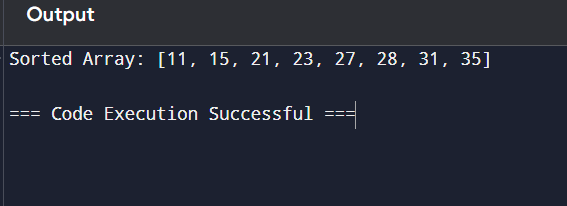 Output
Sorted Array: [11, 15, 21, 23, 27, 28, 31, 35]
=== Code Execution Successful ===